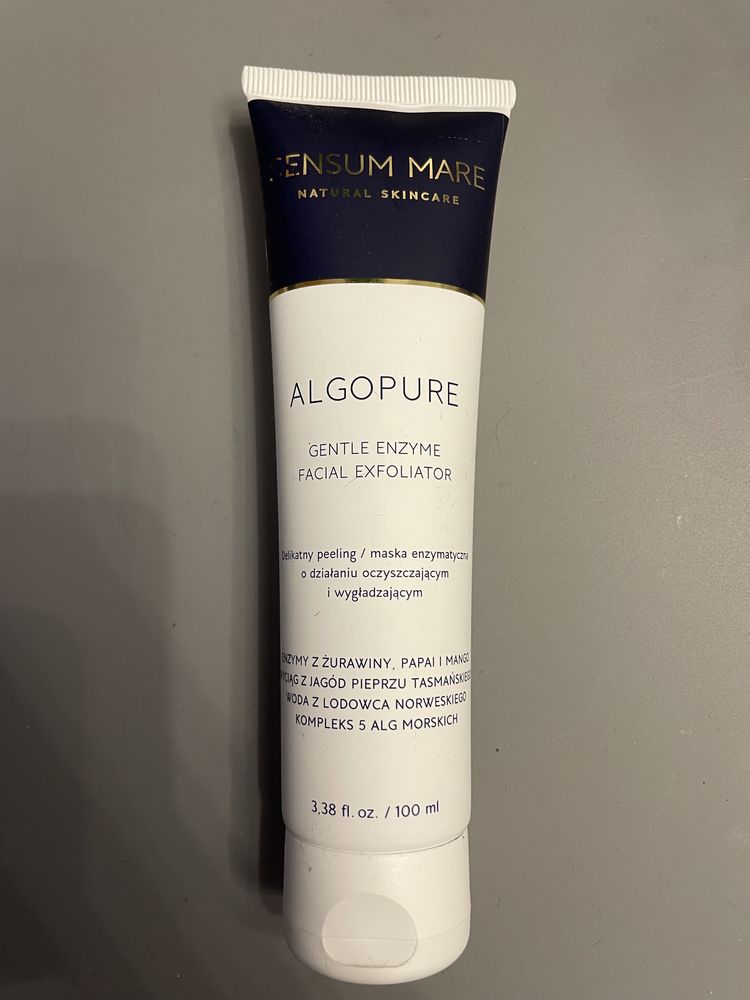 SENSUM MARE
NATURAL SKINCARE
ALGOPURE
GENTLE ENZYME
FACIAL EXFOLIATOR
Delikatny peeling / maska enzymatyczna
o działaniu oczyszczającym
i wygładzającym
ENZYMY Z ŻURAWINY, PAPAI I MANGO
WYCIĄG Z JAGÓD PIEPRZU TASMAŃSKIEGO
WODA Z LODOWCA NORWESKIEGO
KOMPLEKS 5 ALG MORSKICH
3,38 fl. oz. / 100 ml